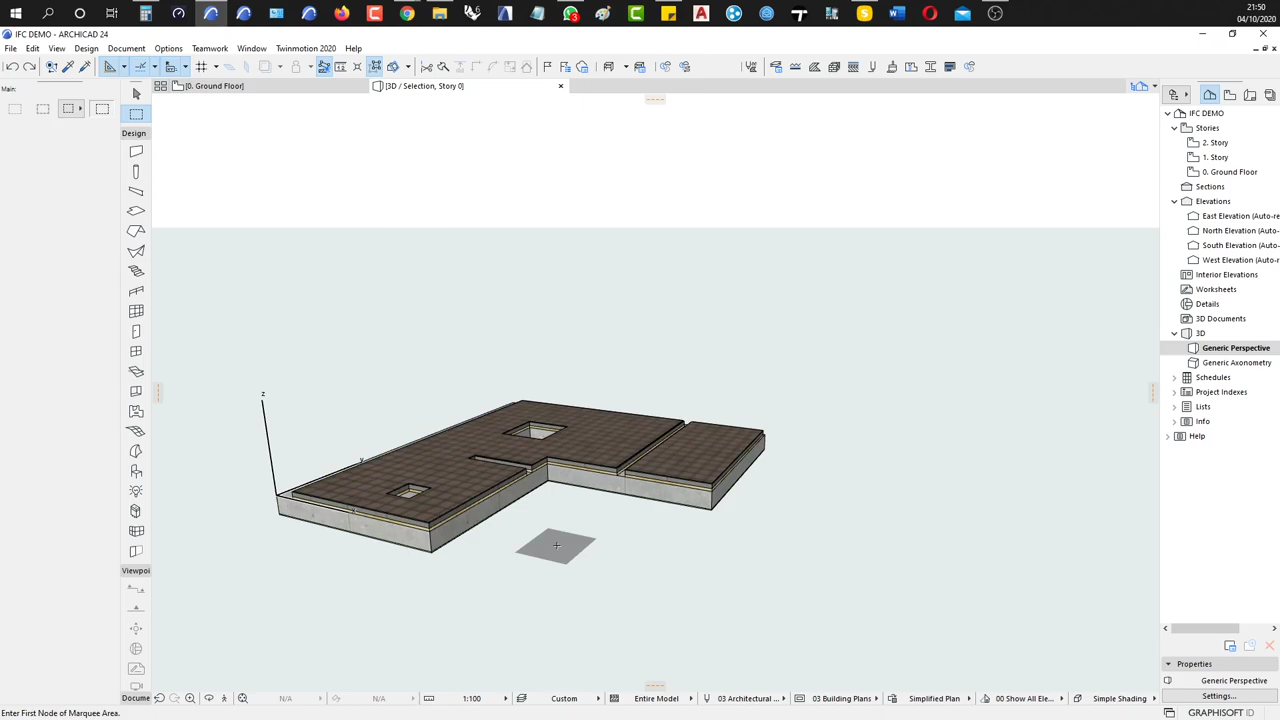 21:50
04/10/2020
IFC DEMO - ARCHICAD 24
File Edit View Design Document Options Teamwork Window Twinmotion 2020 Help
Main:
[0. Ground Floor]
[3D / Selection, Story 0]
Design
IFC DEMO
Stories
2. Story
1. Story
0. Ground Floor
Sections
Elevations
East Elevation (Auto-re
North Elevation (Auto-
South Elevation (Auto-r
West Elevation (Auto-r
Interior Elevations
Worksheets
Details
3D Documents
3D
Generic Perspective
Generic Axonometry
Schedules
Project Indexes
Lists
Info
Help
z
y
Viewpoi
Properties
Generic Perspective
Settings...
Docume
N/A
N/A
1:100
Custom
Entire Model
03 Architectural ...
03 Building Plans
Simplified Plan
00 Show All Ele...
Simple Shading
Enter First Node of Marquee Area.
GRAPHISOFT ID